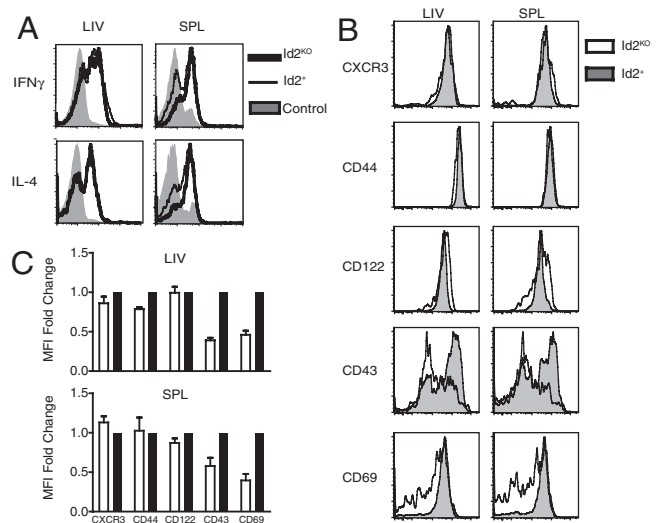 A
LIV
SPL
IFNγ
IL-4
Id2ᴷᴼ
Id2⁺
Control
B
LIV
SPL
CXCR3
CD44
CD122
CD43
CD69
Id2ᴷᴼ
Id2⁺
C
LIV
MFI Fold Change
1.5
1.0
0.5
0.0
SPL
MFI Fold Change
1.5
1.0
0.5
0.0
CXCR3 CD44 CD122 CD43 CD69